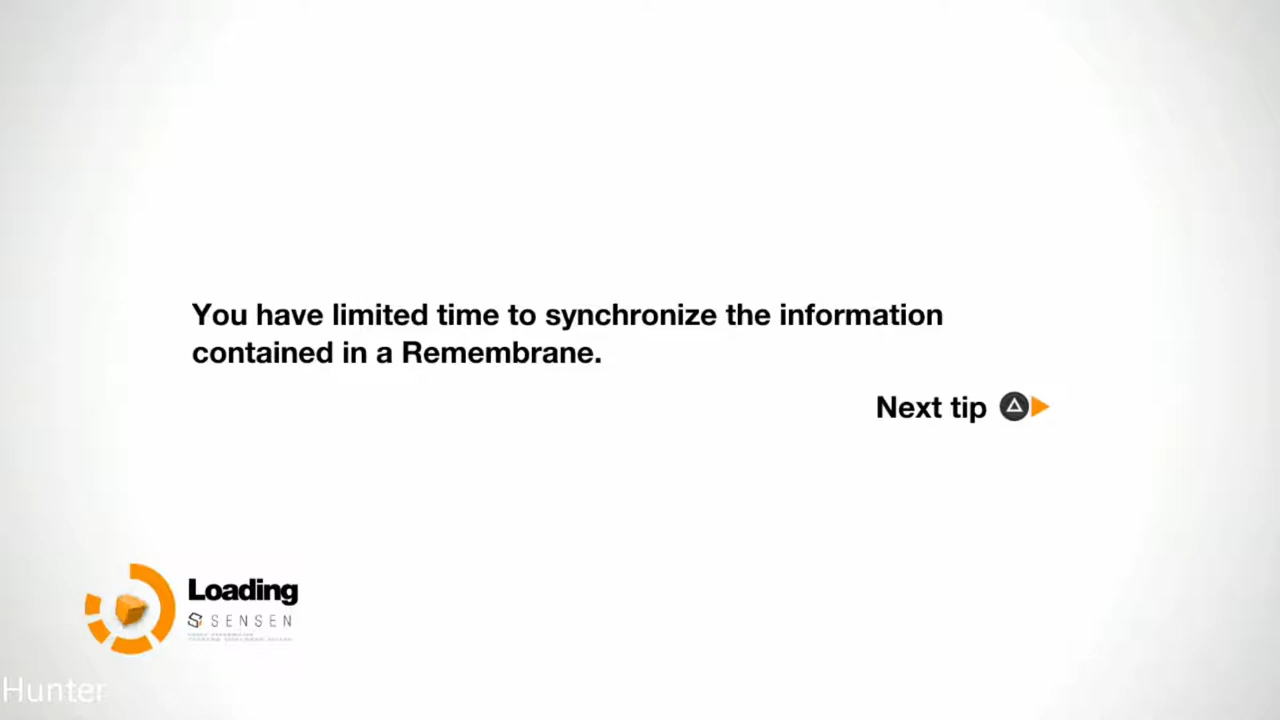 You have limited time to synchronize the information
contained in a Remembrane.
Next tip
Loading
SENSEN
Hunter